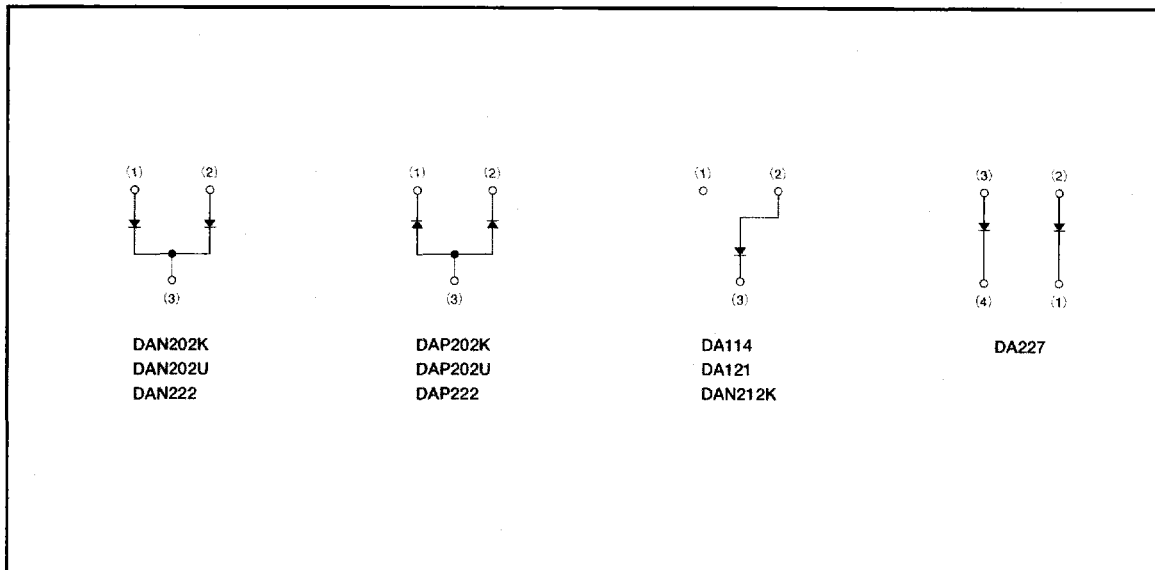 (1) (2)
(3)
DAN202K
DAN202U
DAN222
(1) (2)
(3)
DAP202K
DAP202U
DAP222
(1) (2)
(3)
DA114
DA121
DAN212K
(3) (2)
(4) (1)
DA227